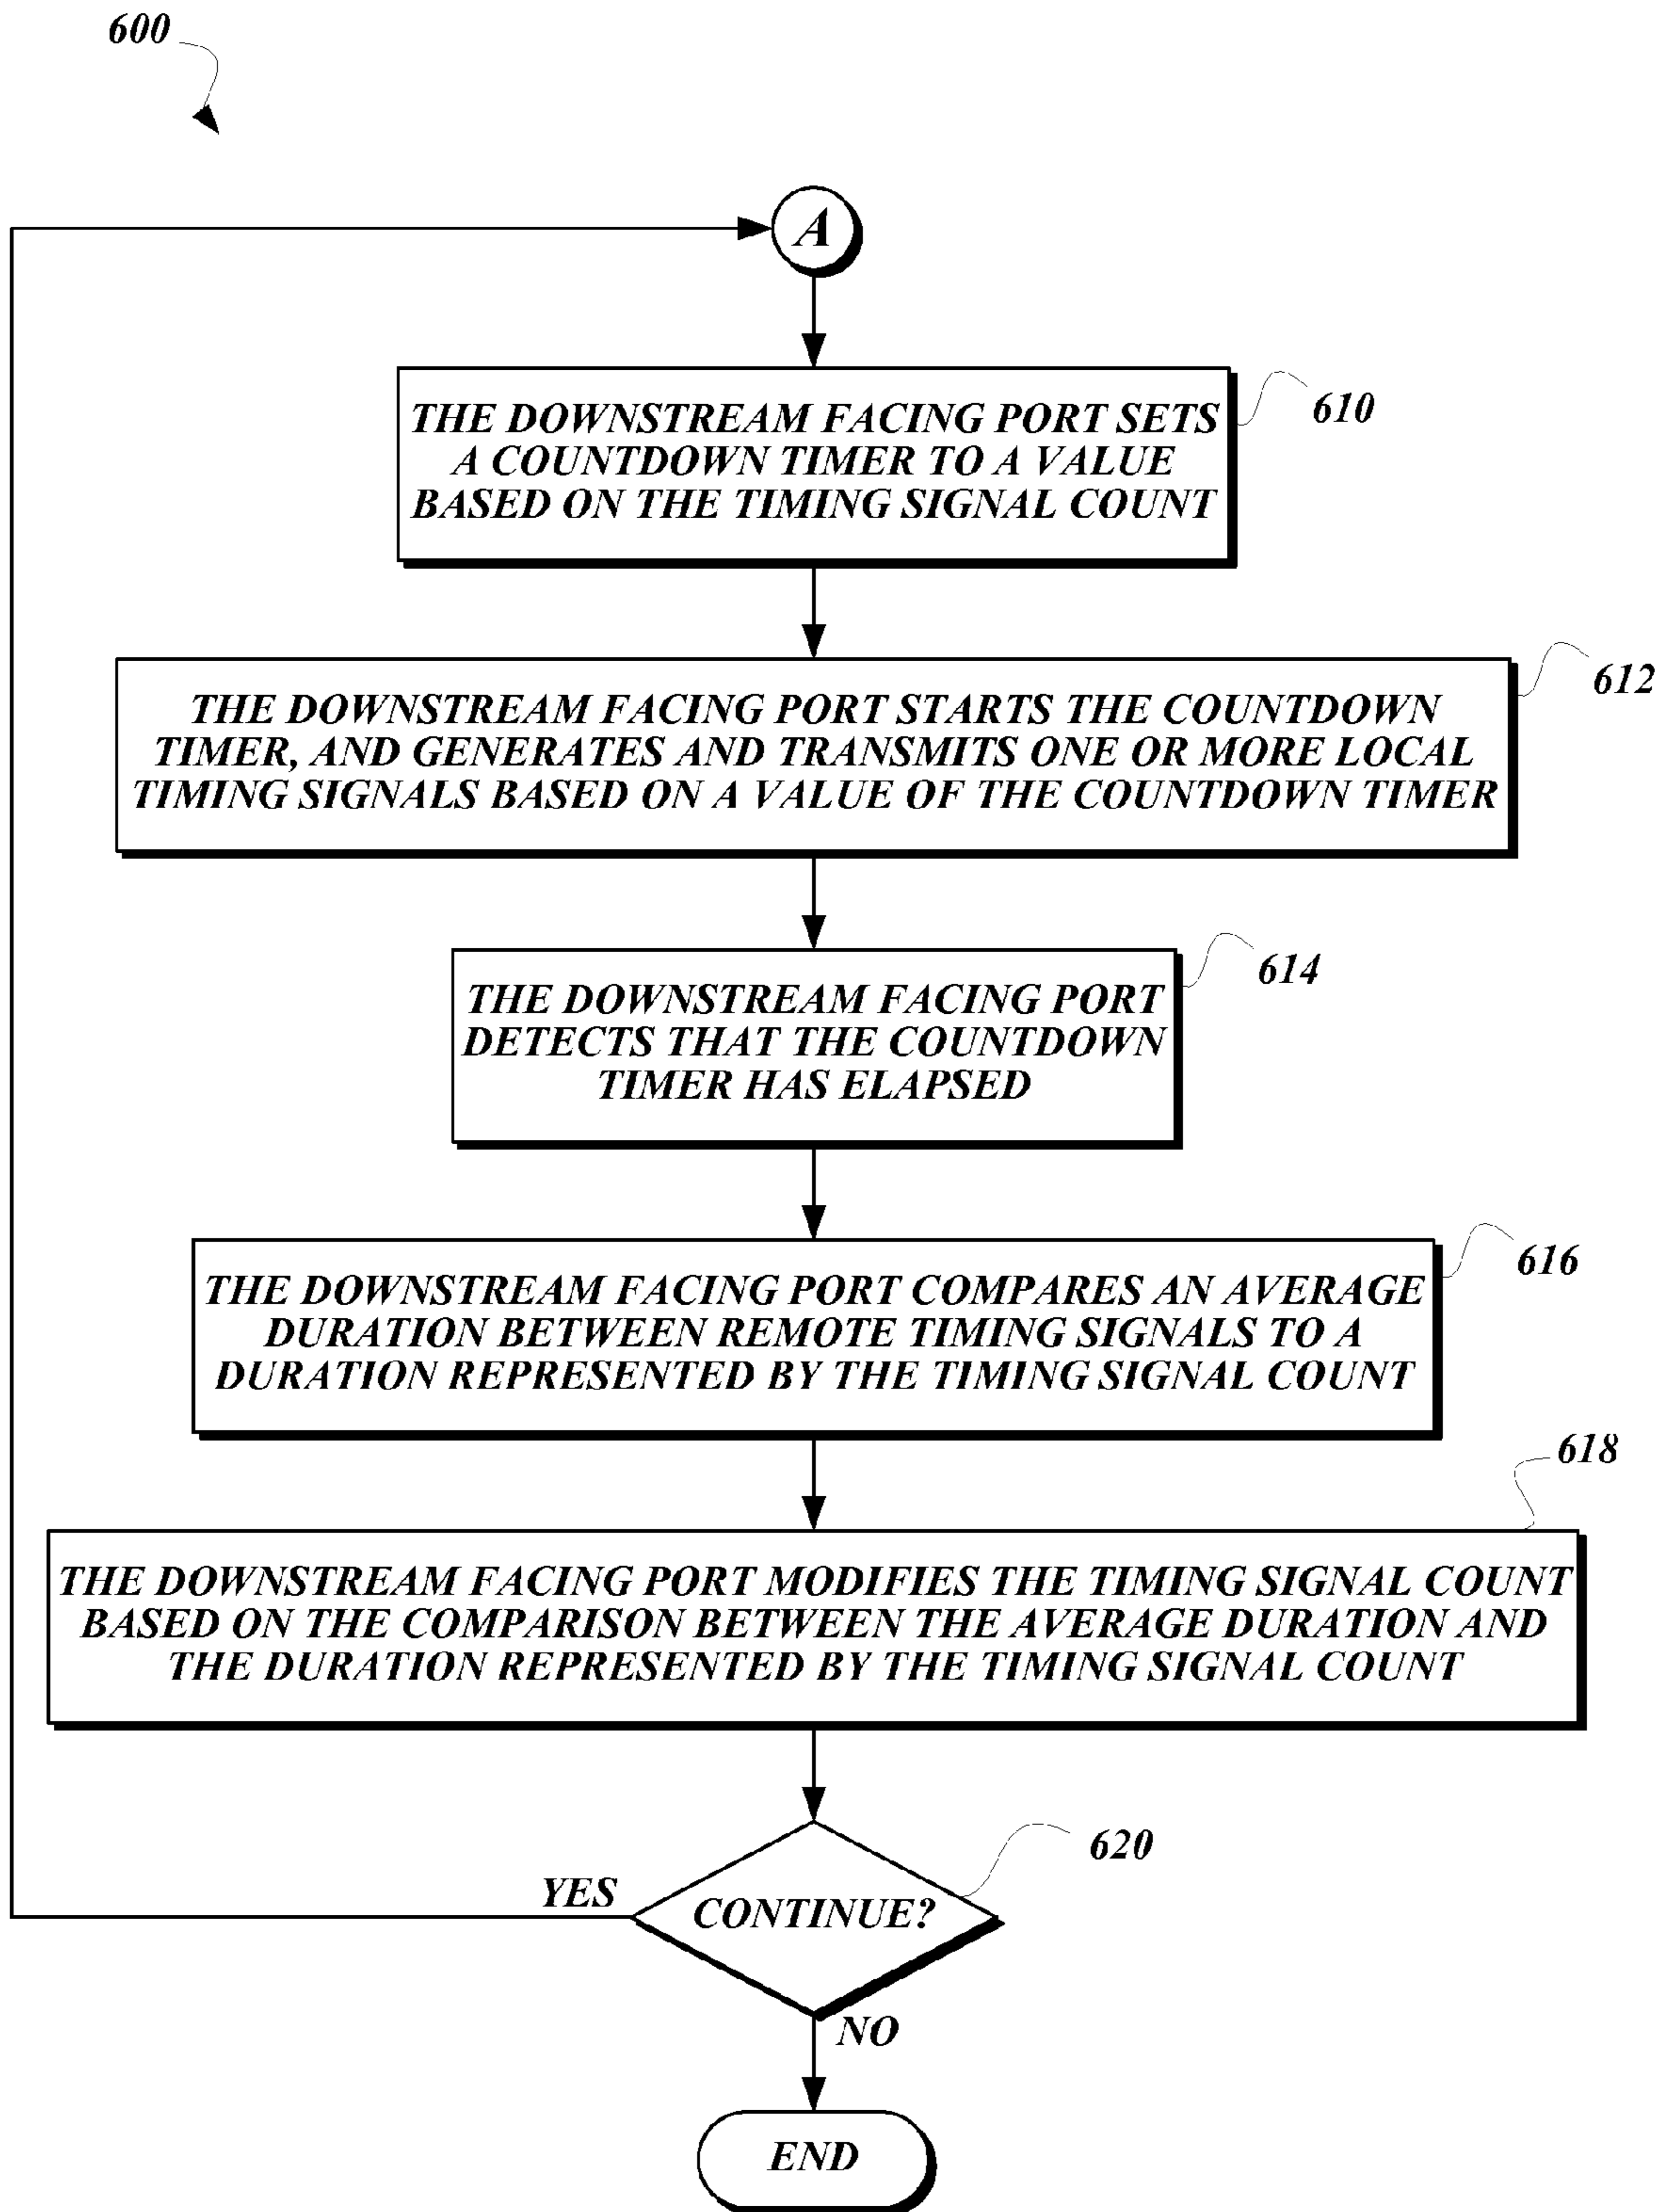 600
A
THE DOWNSTREAM FACING PORT SETS
A COUNTDOWN TIMER TO A VALUE
BASED ON THE TIMING SIGNAL COUNT
610
THE DOWNSTREAM FACING PORT STARTS THE COUNTDOWN
TIMER, AND GENERATES AND TRANSMITS ONE OR MORE LOCAL
TIMING SIGNALS BASED ON A VALUE OF THE COUNTDOWN TIMER
612
THE DOWNSTREAM FACING PORT
DETECTS THAT THE COUNTDOWN
TIMER HAS ELAPSED
614
THE DOWNSTREAM FACING PORT COMPARES AN AVERAGE
DURATION BETWEEN REMOTE TIMING SIGNALS TO A
DURATION REPRESENTED BY THE TIMING SIGNAL COUNT
616
THE DOWNSTREAM FACING PORT MODIFIES THE TIMING SIGNAL COUNT
BASED ON THE COMPARISON BETWEEN THE AVERAGE DURATION AND
THE DURATION REPRESENTED BY THE TIMING SIGNAL COUNT
618
CONTINUE?
620
YES
NO
END